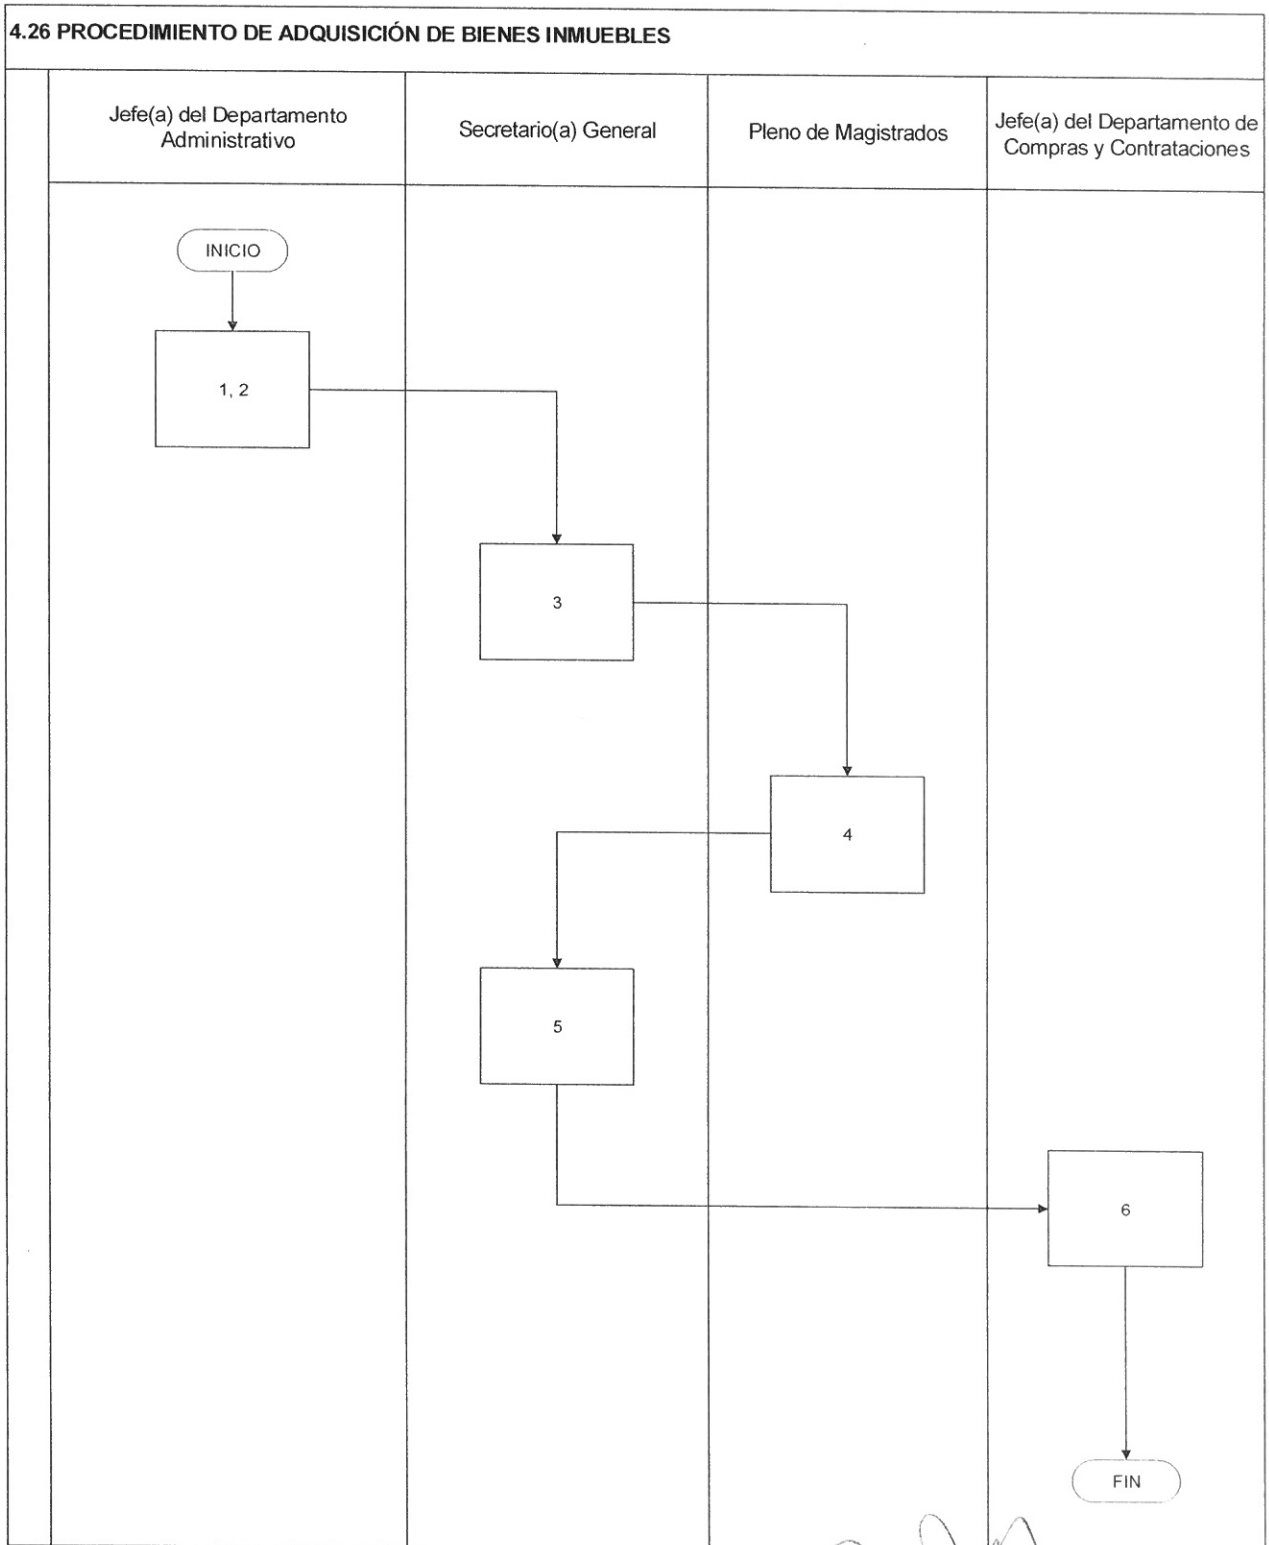 4.26 PROCEDIMIENTO DE ADQUISICIÓN DE BIENES INMUEBLES
Jefe(a) del Departamento
Administrativo
Secretario(a) General
Pleno de Magistrados
Jefe(a) del Departamento de
Compras y Contrataciones
INICIO
1, 2
3
4
5
6
FIN